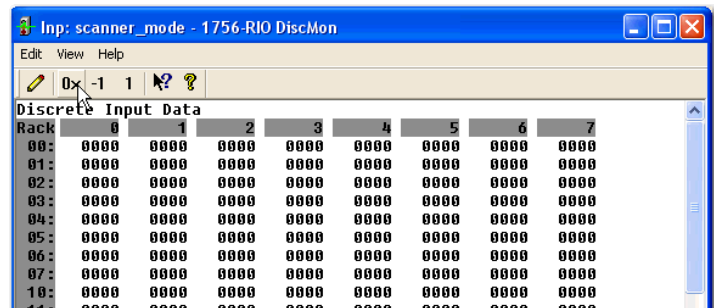 Inp: scanner_mode - 1756-RIO DiscMon
Edit View Help
0x -1 1
Discrete Input Data
Rack 0 1 2 3 4 5 6 7
00: 0000 0000 0000 0000 0000 0000 0000 0000
01: 0000 0000 0000 0000 0000 0000 0000 0000
02: 0000 0000 0000 0000 0000 0000 0000 0000
03: 0000 0000 0000 0000 0000 0000 0000 0000
04: 0000 0000 0000 0000 0000 0000 0000 0000
05: 0000 0000 0000 0000 0000 0000 0000 0000
06: 0000 0000 0000 0000 0000 0000 0000 0000
07: 0000 0000 0000 0000 0000 0000 0000 0000
10: 0000 0000 0000 0000 0000 0000 0000 0000